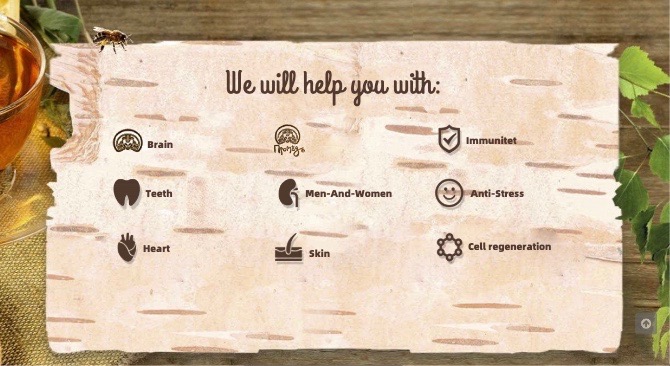 We will help you with:
Brain
Immunitet
Teeth
Men-And-Women
Anti-Stress
Heart
Skin
Cell regeneration